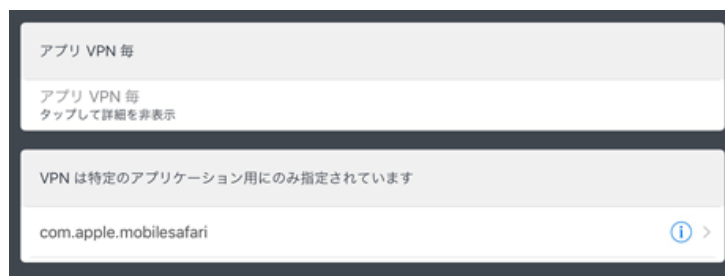 アプリ VPN 毎
アプリ VPN 毎
タップして詳細を非表示
VPN は特定のアプリケーション用にのみ指定されています
com.apple.mobilesafari